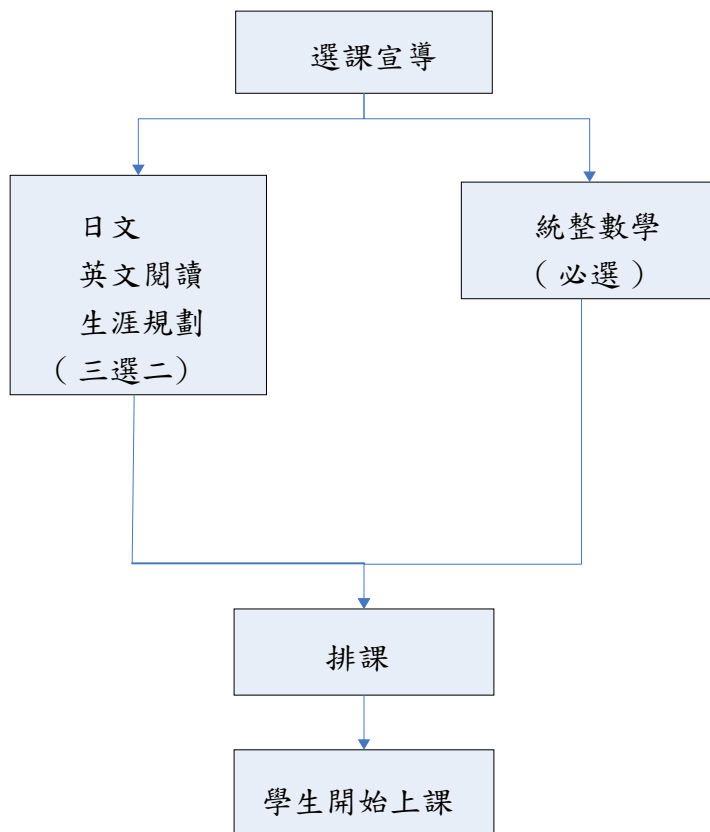 選課宣導
日文
英文閱讀
生涯規劃
（三選二）
統整數學
（必選）
排課
學生開始上課